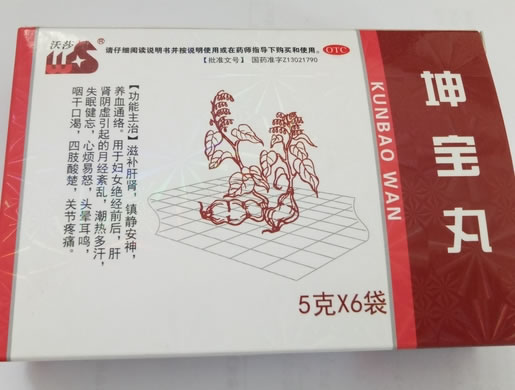 沃莎
WS
®
请仔细阅读说明书并按说明使用或在药师指导下购买和使用。
OTC
【批准文号】 国药准字Z13021790
坤宝丸
KUNBAO WAN
【功能主治】滋补肝肾，镇静安神，
养血通络。用于妇女绝经前后，肝
肾阴虚引起的月经紊乱，潮热多汗，
失眠健忘，心烦易怒，头晕耳鸣，
咽干口渴，四肢酸楚，关节疼痛。
5克X6袋